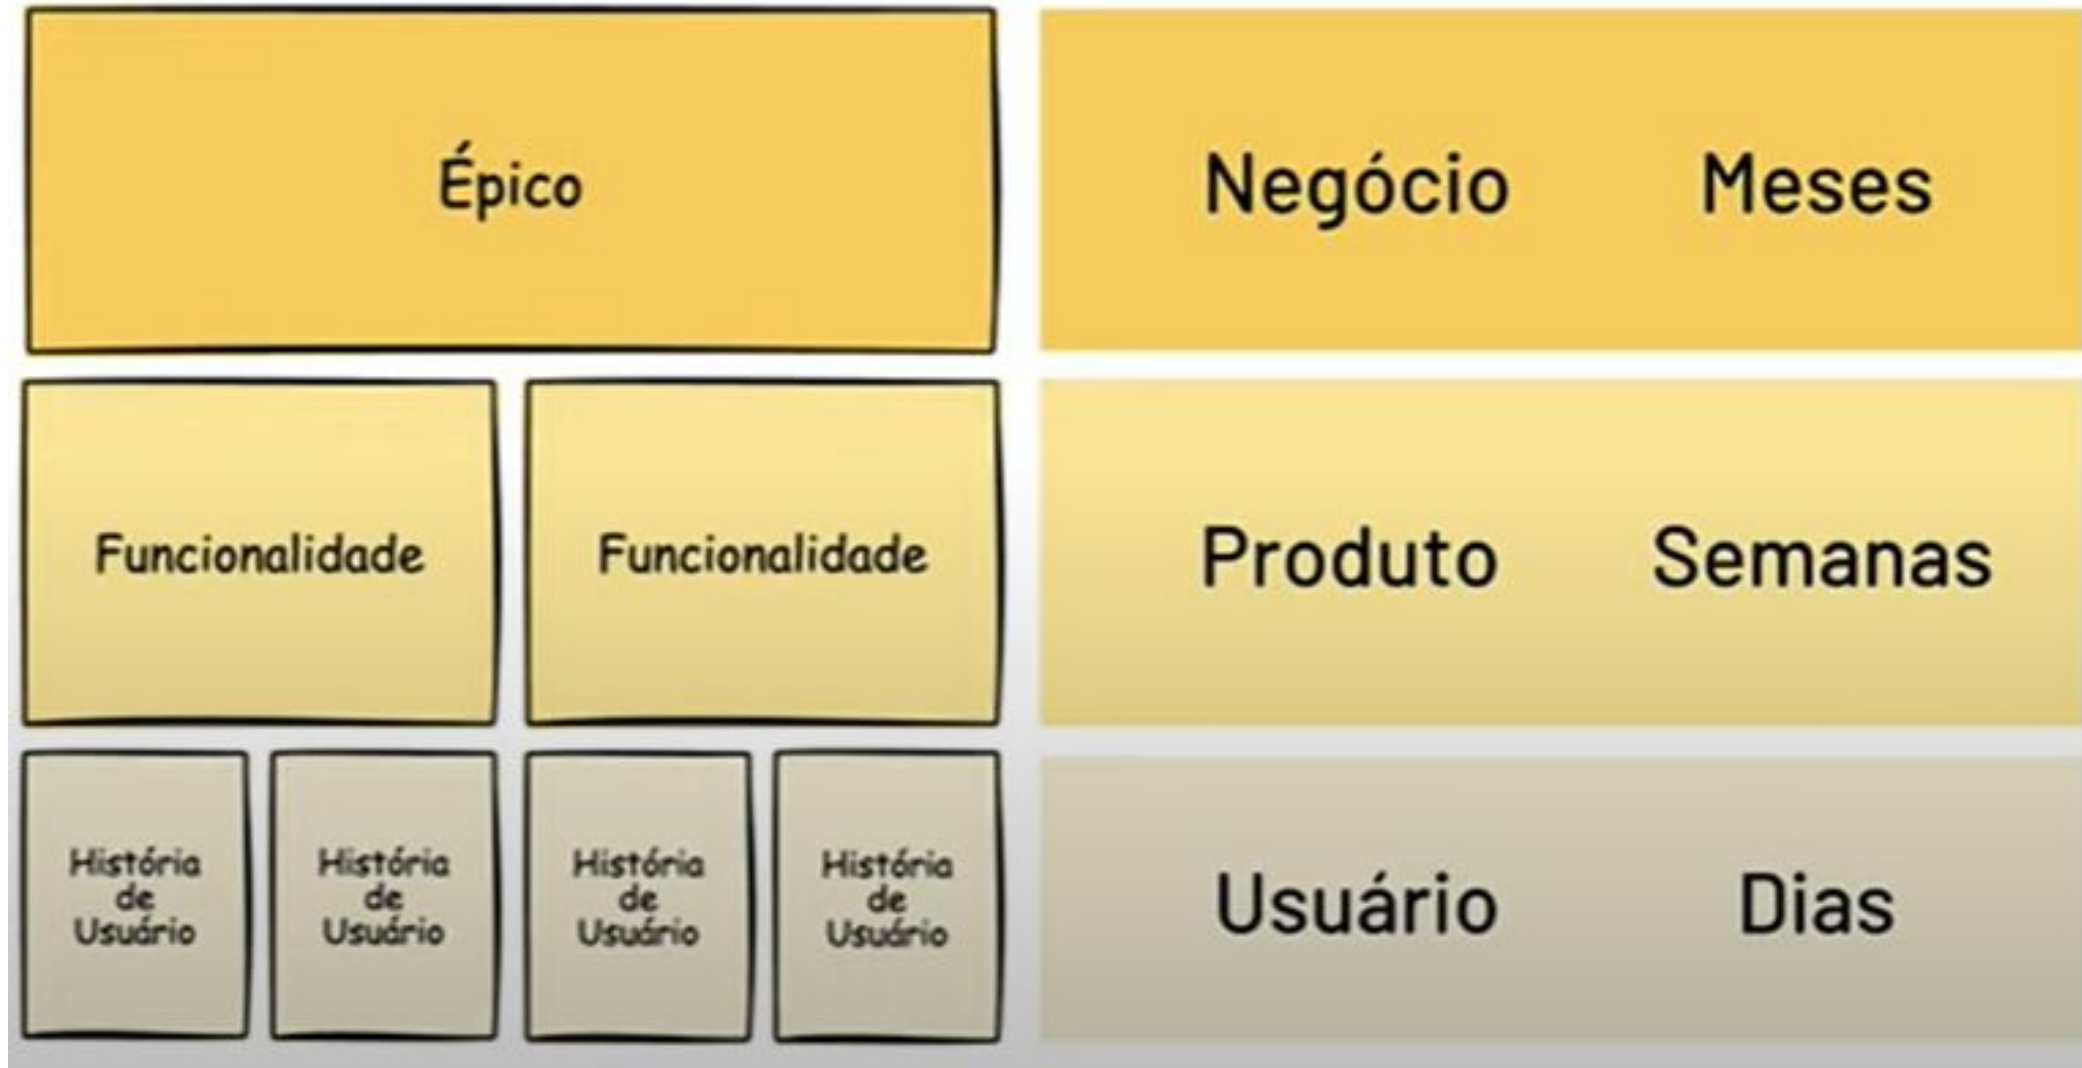 Épico
Negócio Meses
Funcionalidade Funcionalidade
Produto Semanas
História
de
Usuário
História
de
Usuário
História
de
Usuário
História
de
Usuário
Usuário Dias